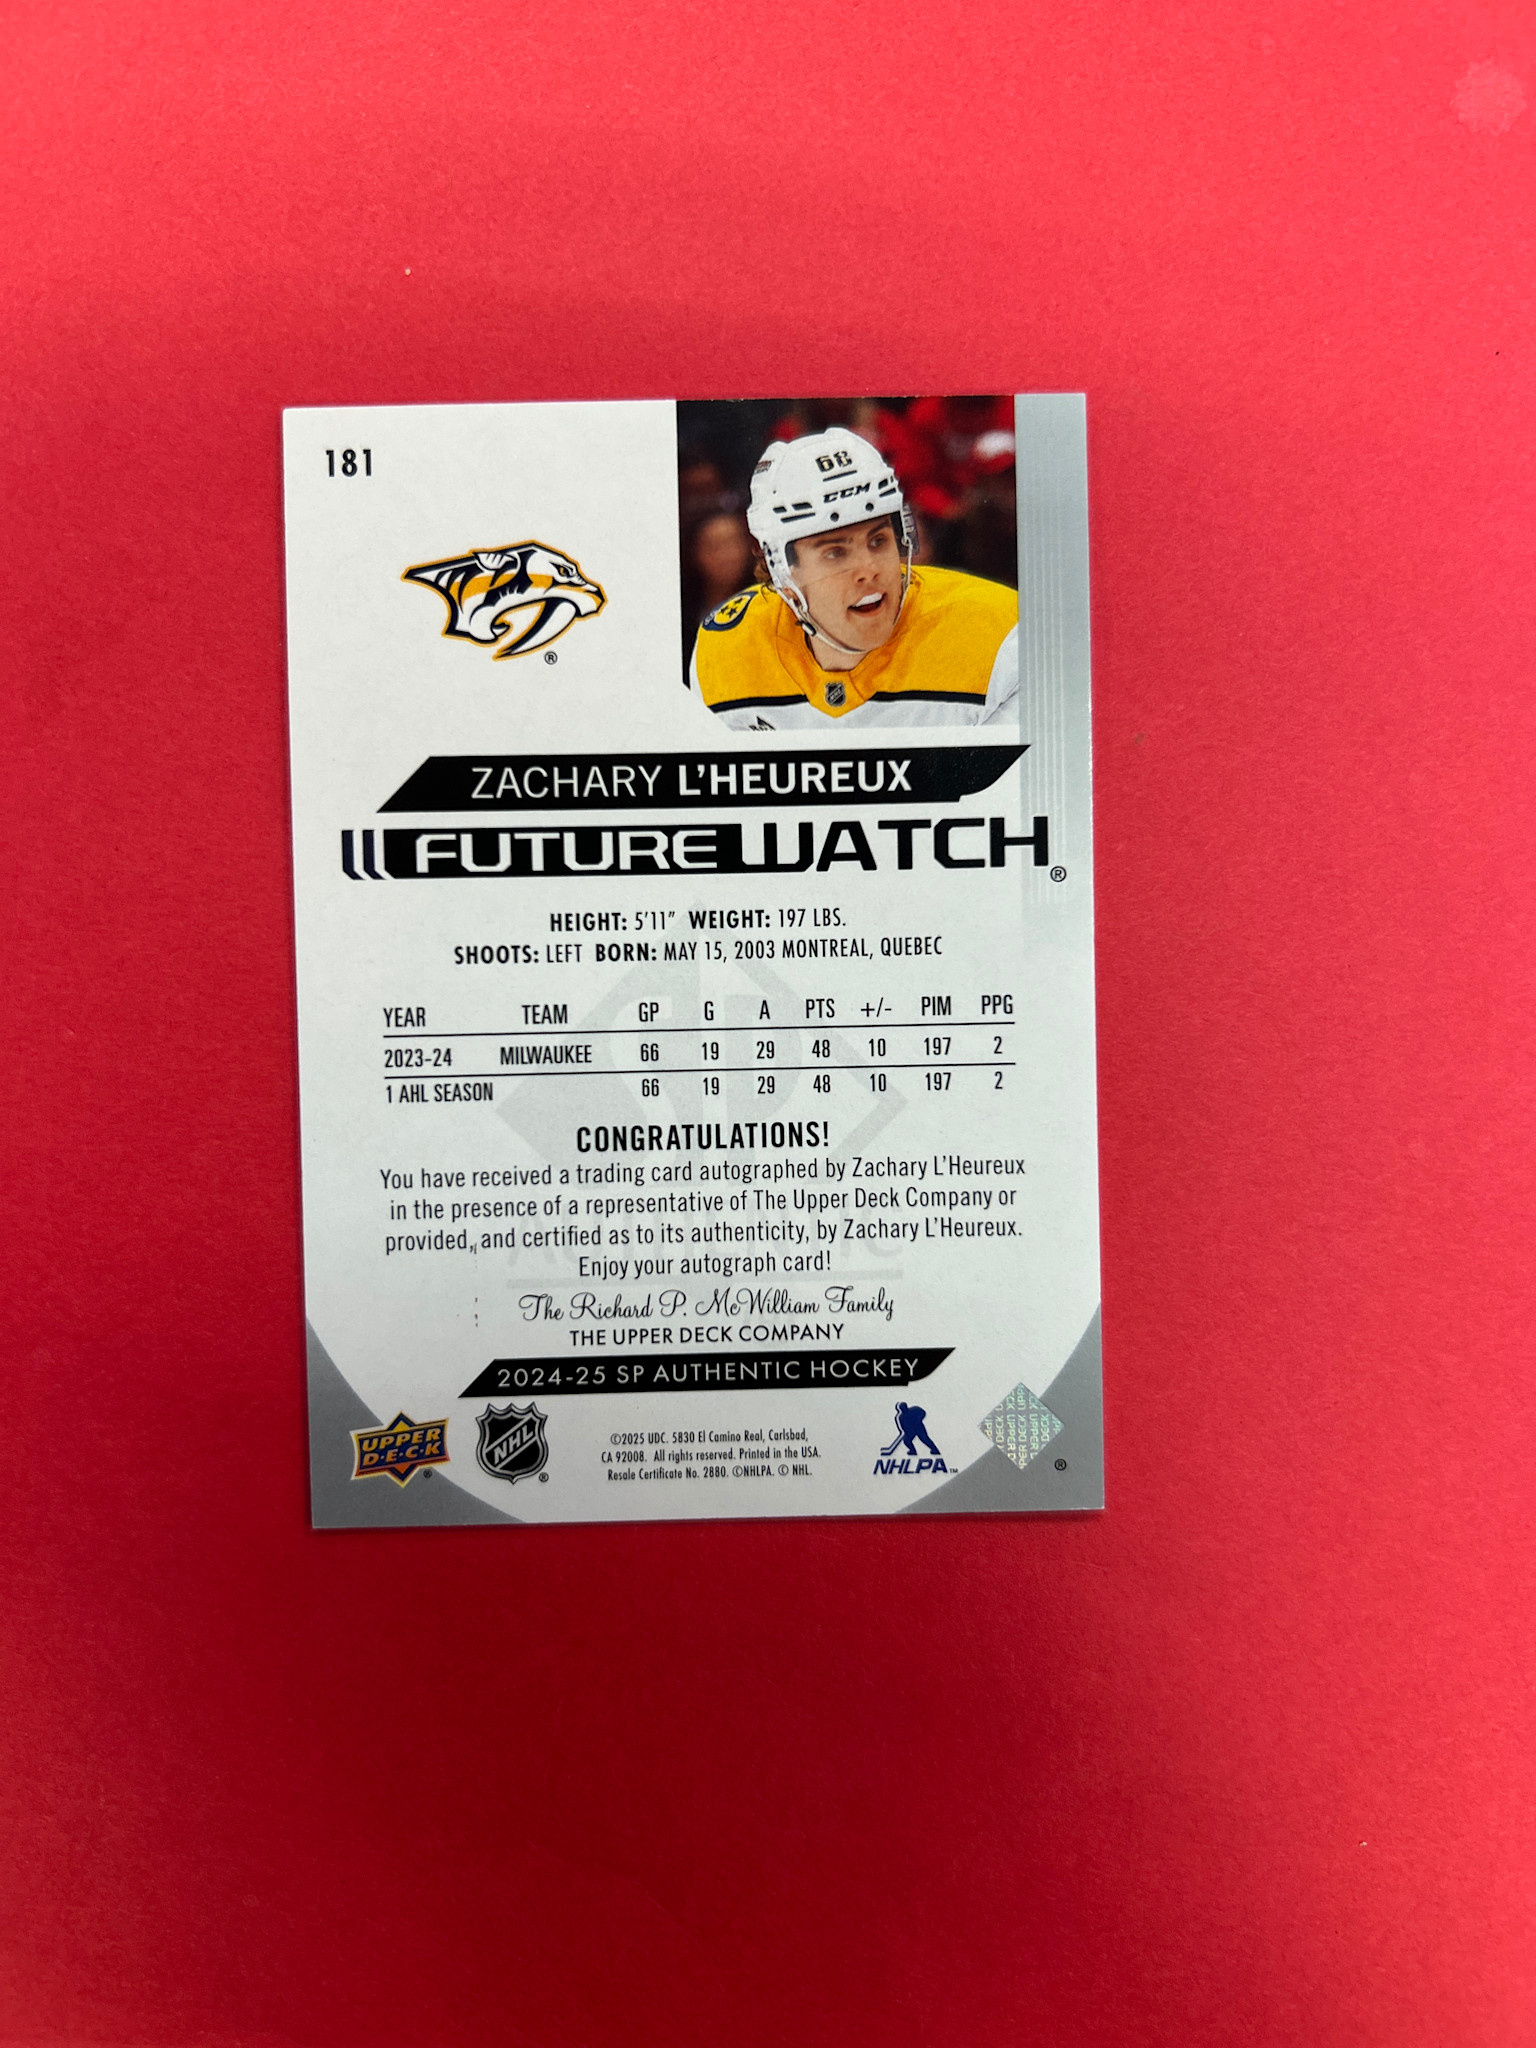 181
68
CCM
ZACHARY L'HEUREUX
FUTURE WATCH®
HEIGHT: 5'11" WEIGHT: 197 LBS.
SHOOTS: LEFT BORN: MAY 15, 2003 MONTREAL, QUEBEC
YEAR TEAM GP G A PTS +/- PIM PPG
2023-24 MILWAUKEE 66 19 29 48 10 197 2
1 AHL SEASON 66 19 29 48 10 197 2
CONGRATULATIONS!
You have received a trading card autographed by Zachary L'Heureux
in the presence of a representative of The Upper Deck Company or
provided, and certified as to its authenticity, by Zachary L'Heureux.
Enjoy your autograph card!
The Richard P. McWilliam Family
THE UPPER DECK COMPANY
2024-25 SP AUTHENTIC HOCKEY
UPPER
D·E·C·K
®
NHL
®
©2025 UDC. 5830 El Camino Real, Carlsbad,
CA 92008. All rights reserved. Printed in the USA.
Resale Certificate No. 2880. ©NHLPA. © NHL.
NHLPA™
UPPER DECK
®